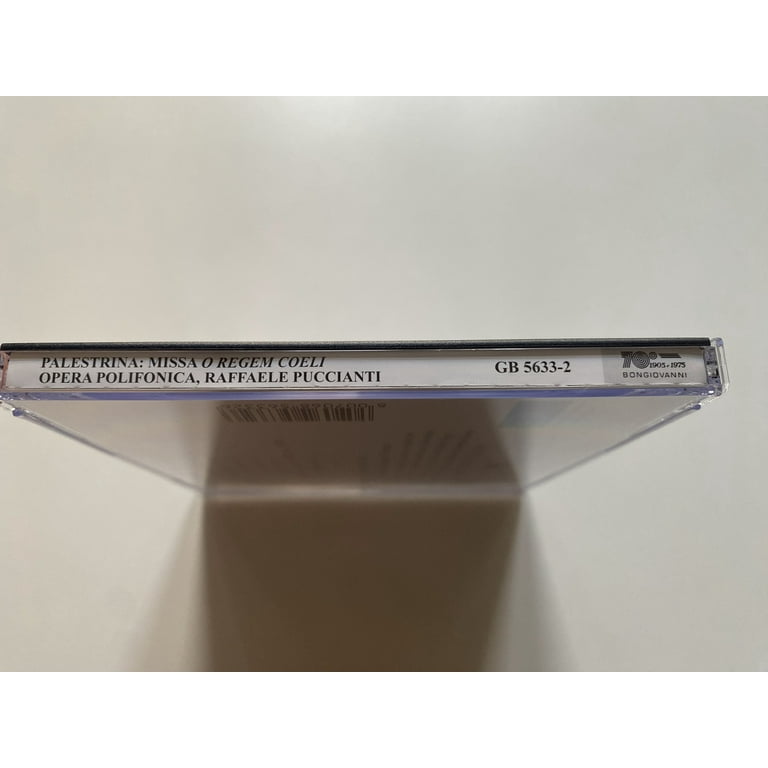 PALESTRINA: MISSA O REGEM COELI
OPERA POLIFONICA, RAFFAELE PUCCIANTI
GB 5633-2
70° 1905•1975
BONGIOVANNI